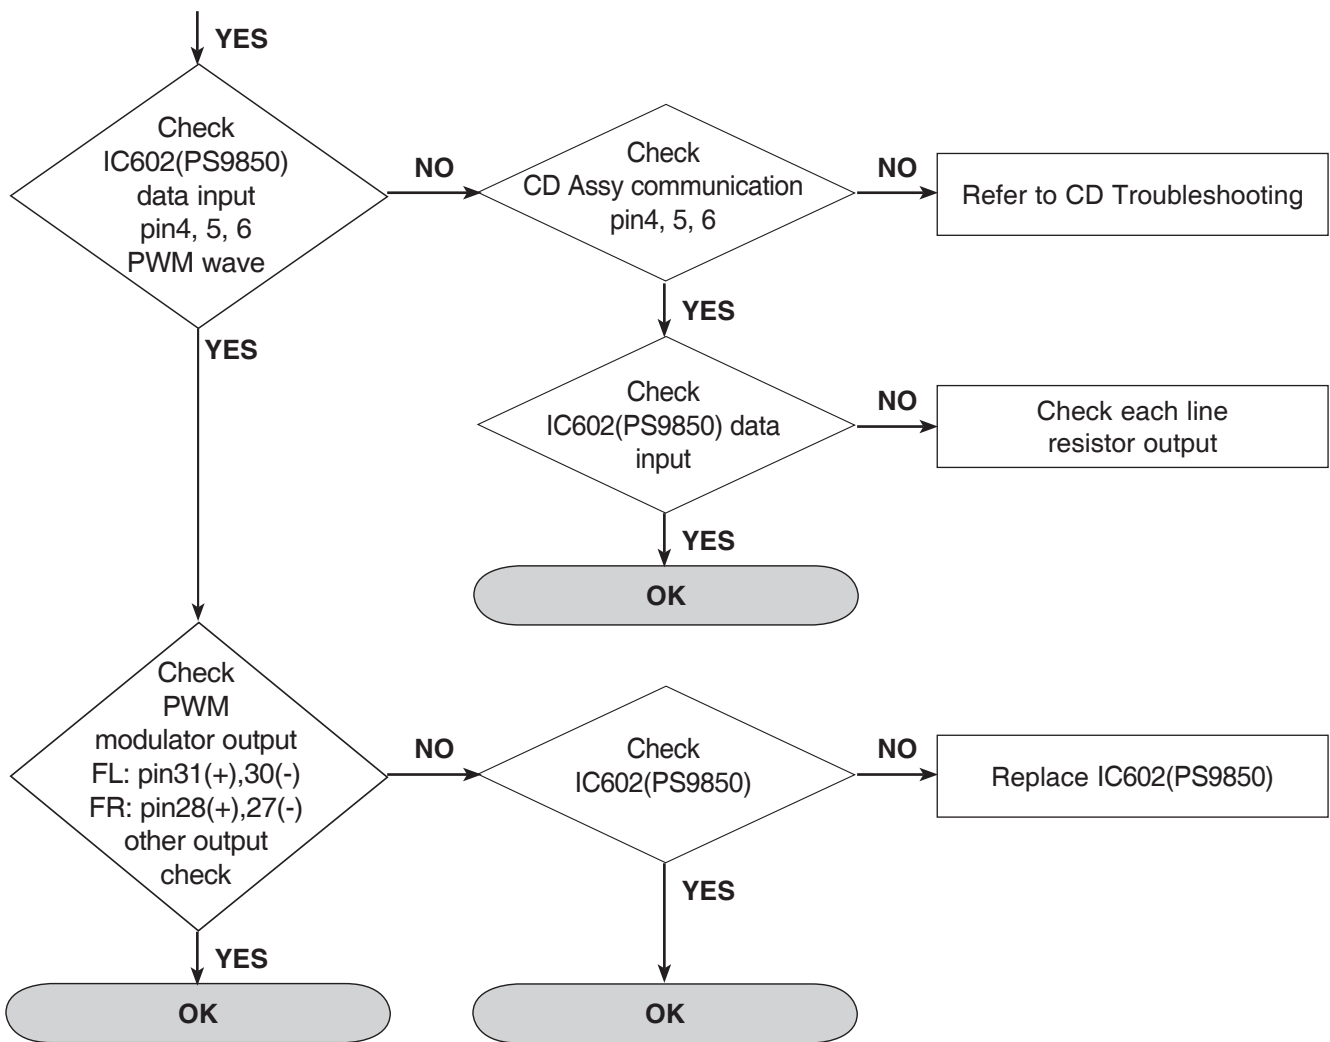 YES
Check
IC602(PS9850)
data input
pin4, 5, 6
PWM wave
NO
Check
CD Assy communication
pin4, 5, 6
NO
Refer to CD Troubleshooting
YES
YES
Check
IC602(PS9850) data
input
NO
Check each line
resistor output
YES
OK
Check
PWM
modulator output
FL: pin31(+),30(-)
FR: pin28(+),27(-)
other output
check
NO
Check
IC602(PS9850)
NO
Replace IC602(PS9850)
YES
YES
OK
OK